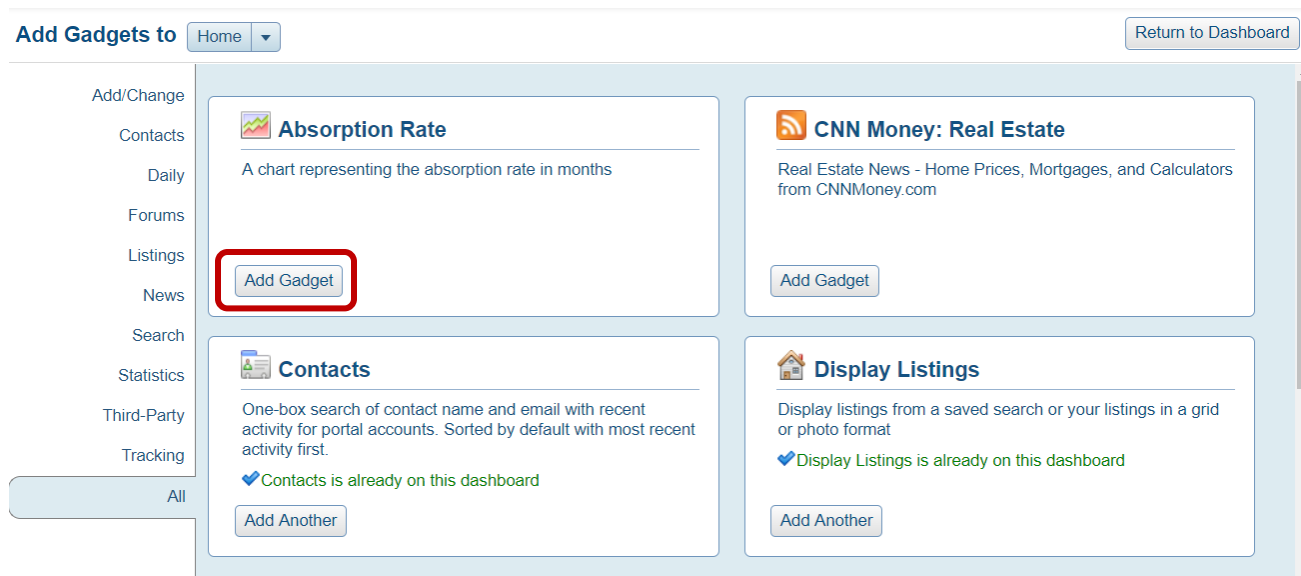 Add Gadgets to Home
Return to Dashboard
Add/Change
Contacts
Daily
Forums
Listings
News
Search
Statistics
Third-Party
Tracking
All
Absorption Rate
A chart representing the absorption rate in months
Add Gadget
CNN Money: Real Estate
Real Estate News - Home Prices, Mortgages, and Calculators
from CNNMoney.com
Add Gadget
Contacts
One-box search of contact name and email with recent
activity for portal accounts. Sorted by default with most recent
activity first.
Contacts is already on this dashboard
Add Another
Display Listings
Display listings from a saved search or your listings in a grid
or photo format
Display Listings is already on this dashboard
Add Another